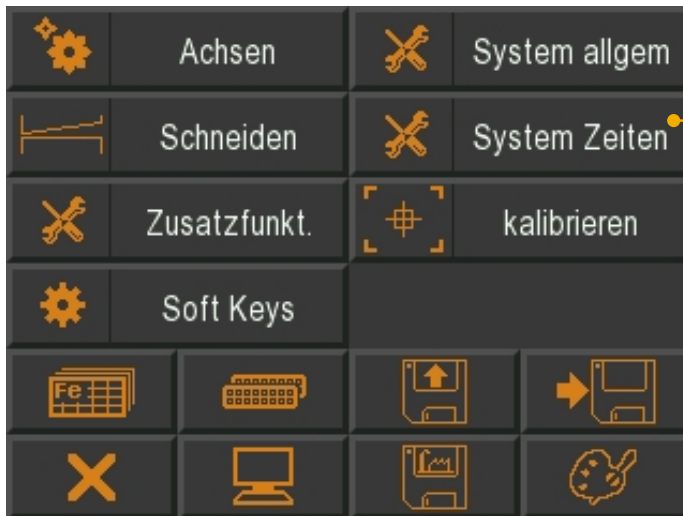 Achsen
System allgem
Schneiden
System Zeiten
Zusatzfunkt.
kalibrieren
Soft Keys
Fe